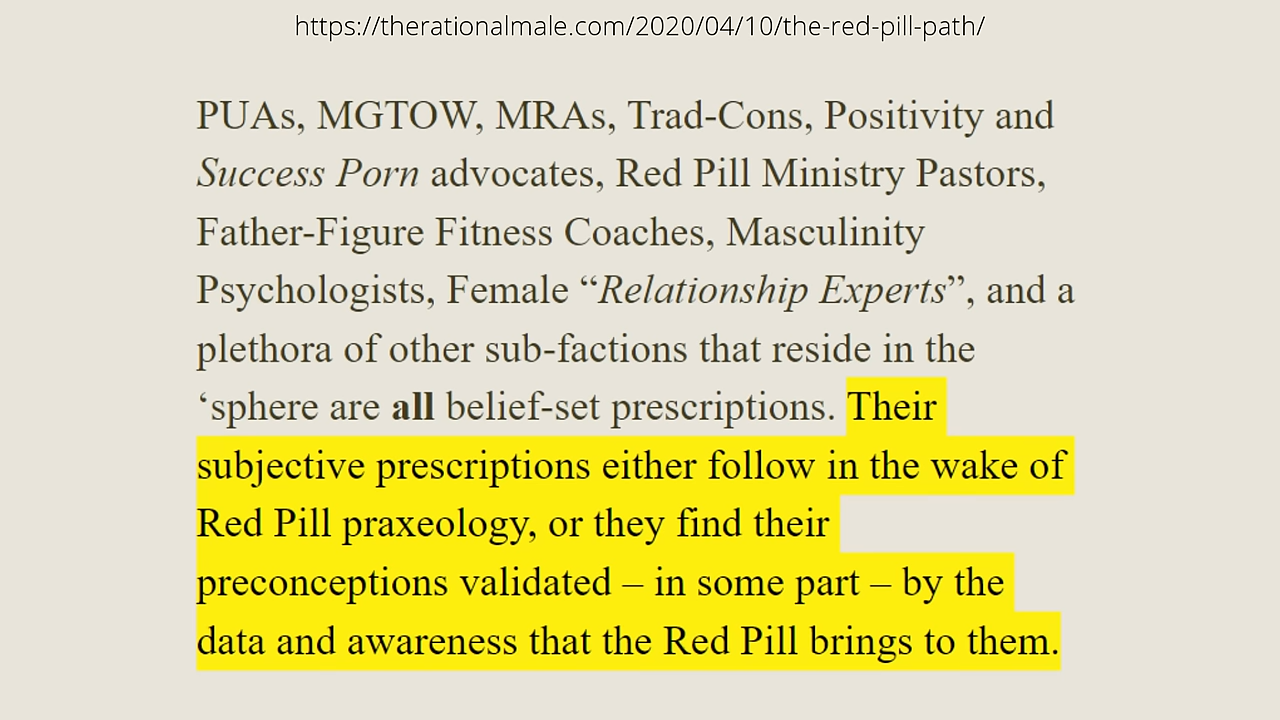 https://therationalmale.com/2020/04/10/the-red-pill-path/
PUAs, MGTOW, MRAs, Trad-Cons, Positivity and
Success Porn advocates, Red Pill Ministry Pastors,
Father-Figure Fitness Coaches, Masculinity
Psychologists, Female “Relationship Experts”, and a
plethora of other sub-factions that reside in the
‘sphere are all belief-set prescriptions. Their
subjective prescriptions either follow in the wake of
Red Pill praxeology, or they find their
preconceptions validated – in some part – by the
data and awareness that the Red Pill brings to them.